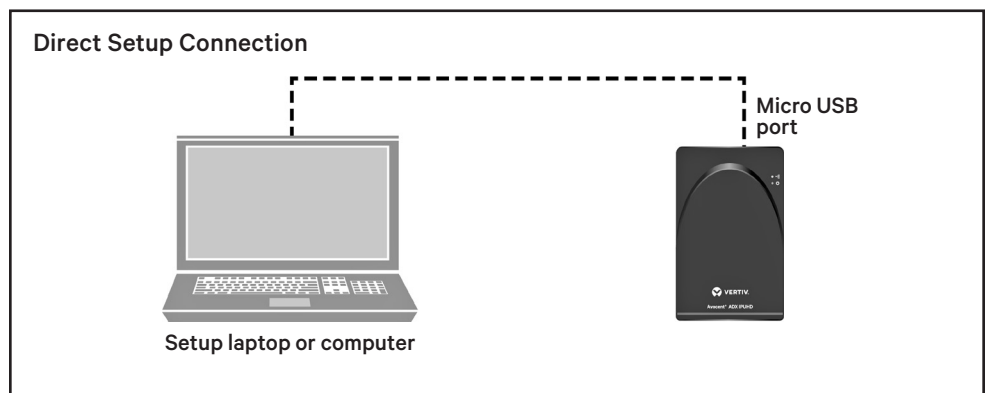 Direct Setup Connection
Micro USB
port
VERTIV.
Avocent® ADX IPUHD
Setup laptop or computer